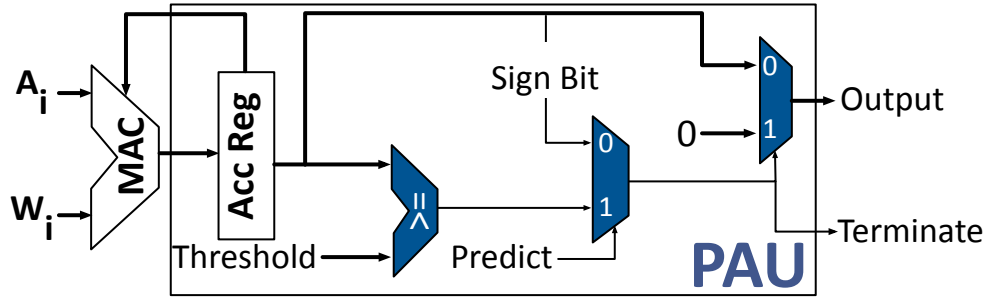 A i
W i
MAC
Acc Reg
Sign Bit
0
1
Output
0
0
1
<=
Threshold
Predict
Terminate
PAU